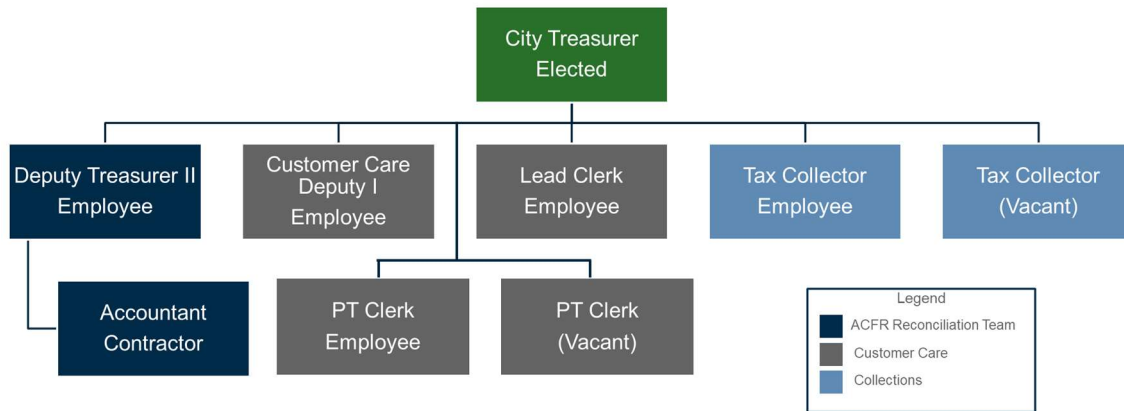 City Treasurer
Elected
Deputy Treasurer II
Employee
Customer Care
Deputy I
Employee
Lead Clerk
Employee
Tax Collector
Employee
Tax Collector
(Vacant)
Accountant
Contractor
PT Clerk
Employee
PT Clerk
(Vacant)
Legend
ACFR Reconciliation Team
Customer Care
Collections